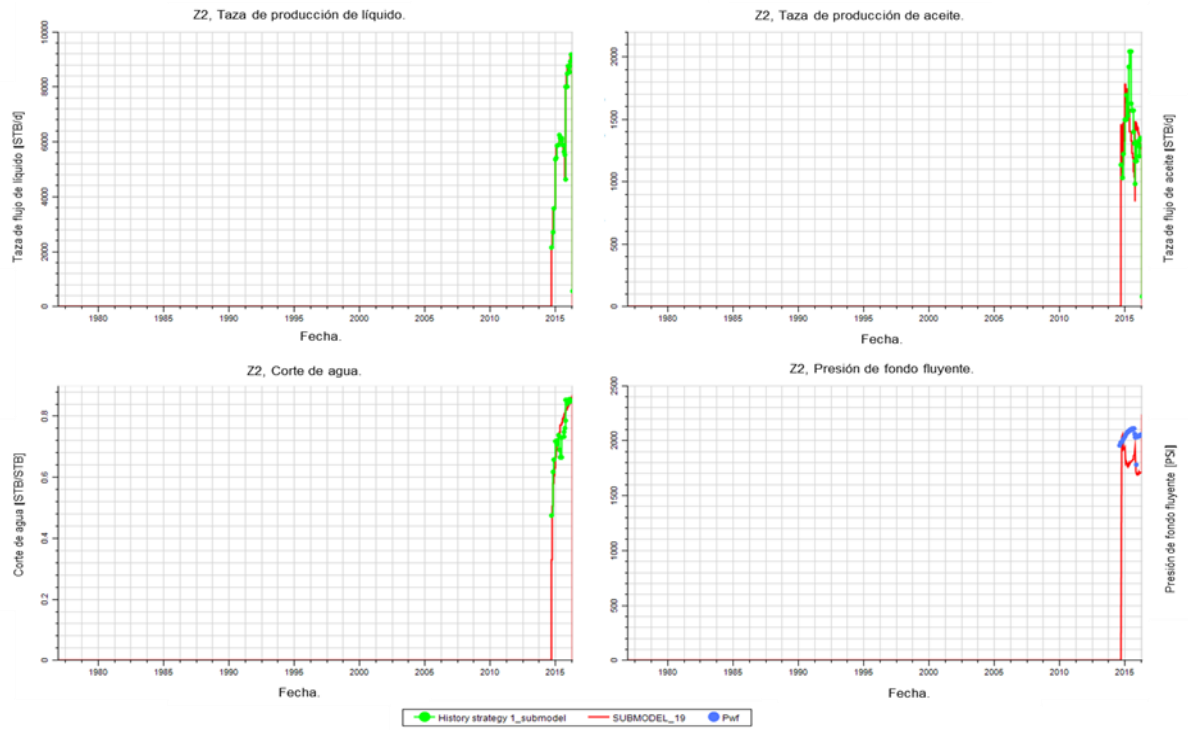 Z2, Taza de producción de líquido.
10000
8000
6000
4000
2000
0
Taza de flujo de líquido [STB/d]
1980 1985 1990 1995 2000 2005 2010 2015
Fecha.
Z2, Taza de producción de aceite.
2000
1500
1000
500
0
Taza de flujo de aceite [STB/d]
1980 1985 1990 1995 2000 2005 2010 2015
Fecha.
Z2, Corte de agua.
0.8
0.6
0.4
0.2
0
Corte de agua [STB/STB]
1980 1985 1990 1995 2000 2005 2010 2015
Fecha.
Z2, Presión de fondo fluyente.
2500
2000
1500
1000
500
0
Presión de fondo fluyente [PSI]
1980 1985 1990 1995 2000 2005 2010 2015
Fecha.
History strategy 1_submodel SUBMODEL_19 Pwf